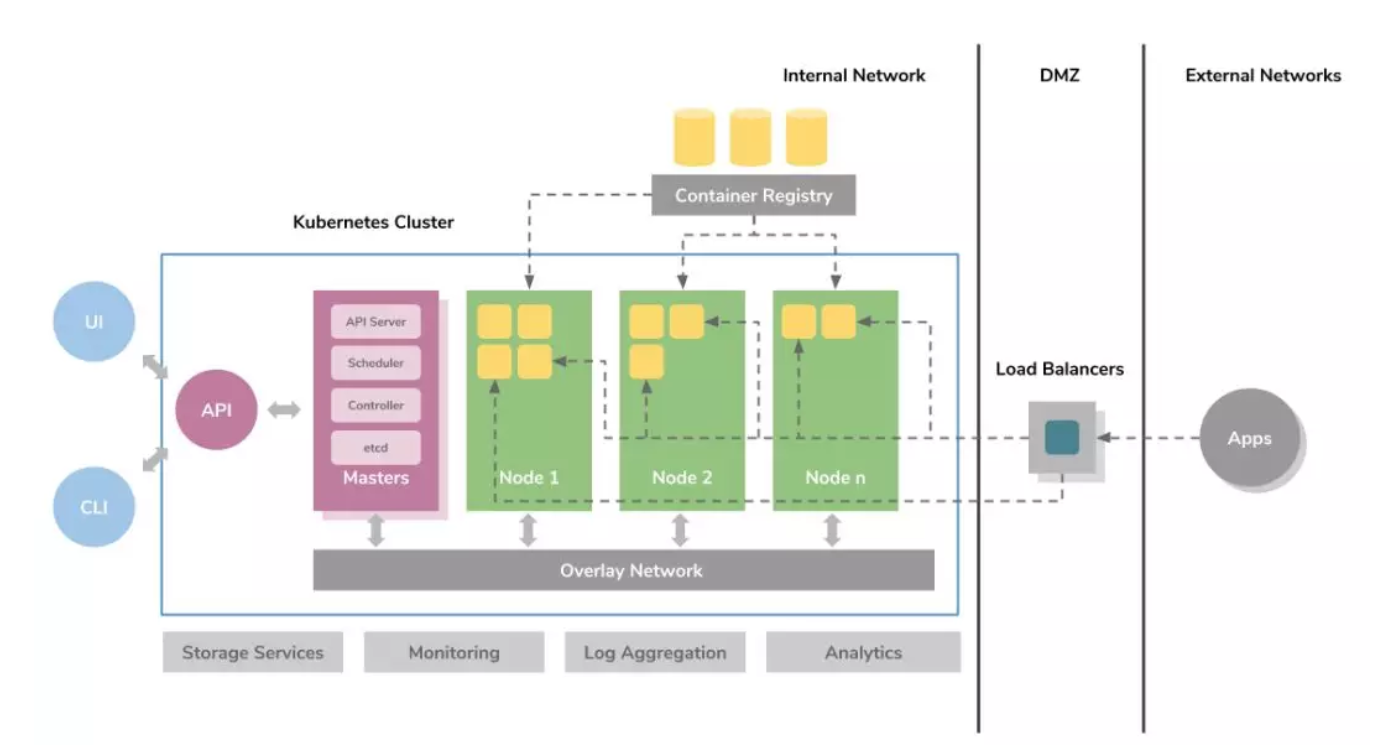 Internal Network
DMZ
External Networks
Container Registry
Kubernetes Cluster
UI
API
CLI
API Server
Scheduler
Controller
etcd
Masters
Node 1
Node 2
Node n
Load Balancers
Apps
Overlay Network
Storage Services
Monitoring
Log Aggregation
Analytics